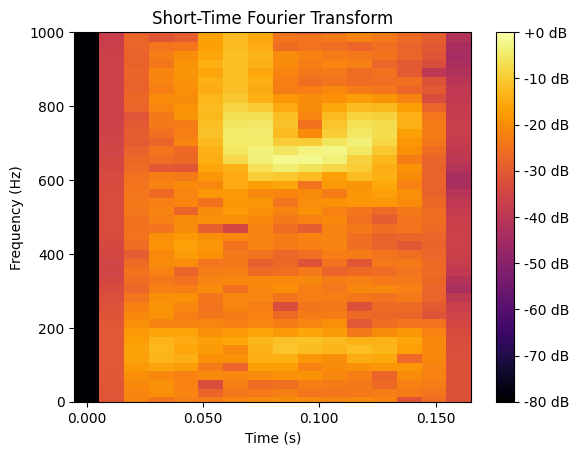 Short-Time Fourier Transform
Frequency (Hz)
1000
800
600
400
200
0
0.000
0.050
0.100
0.150
Time (s)
+0 dB
-10 dB
-20 dB
-30 dB
-40 dB
-50 dB
-60 dB
-70 dB
-80 dB